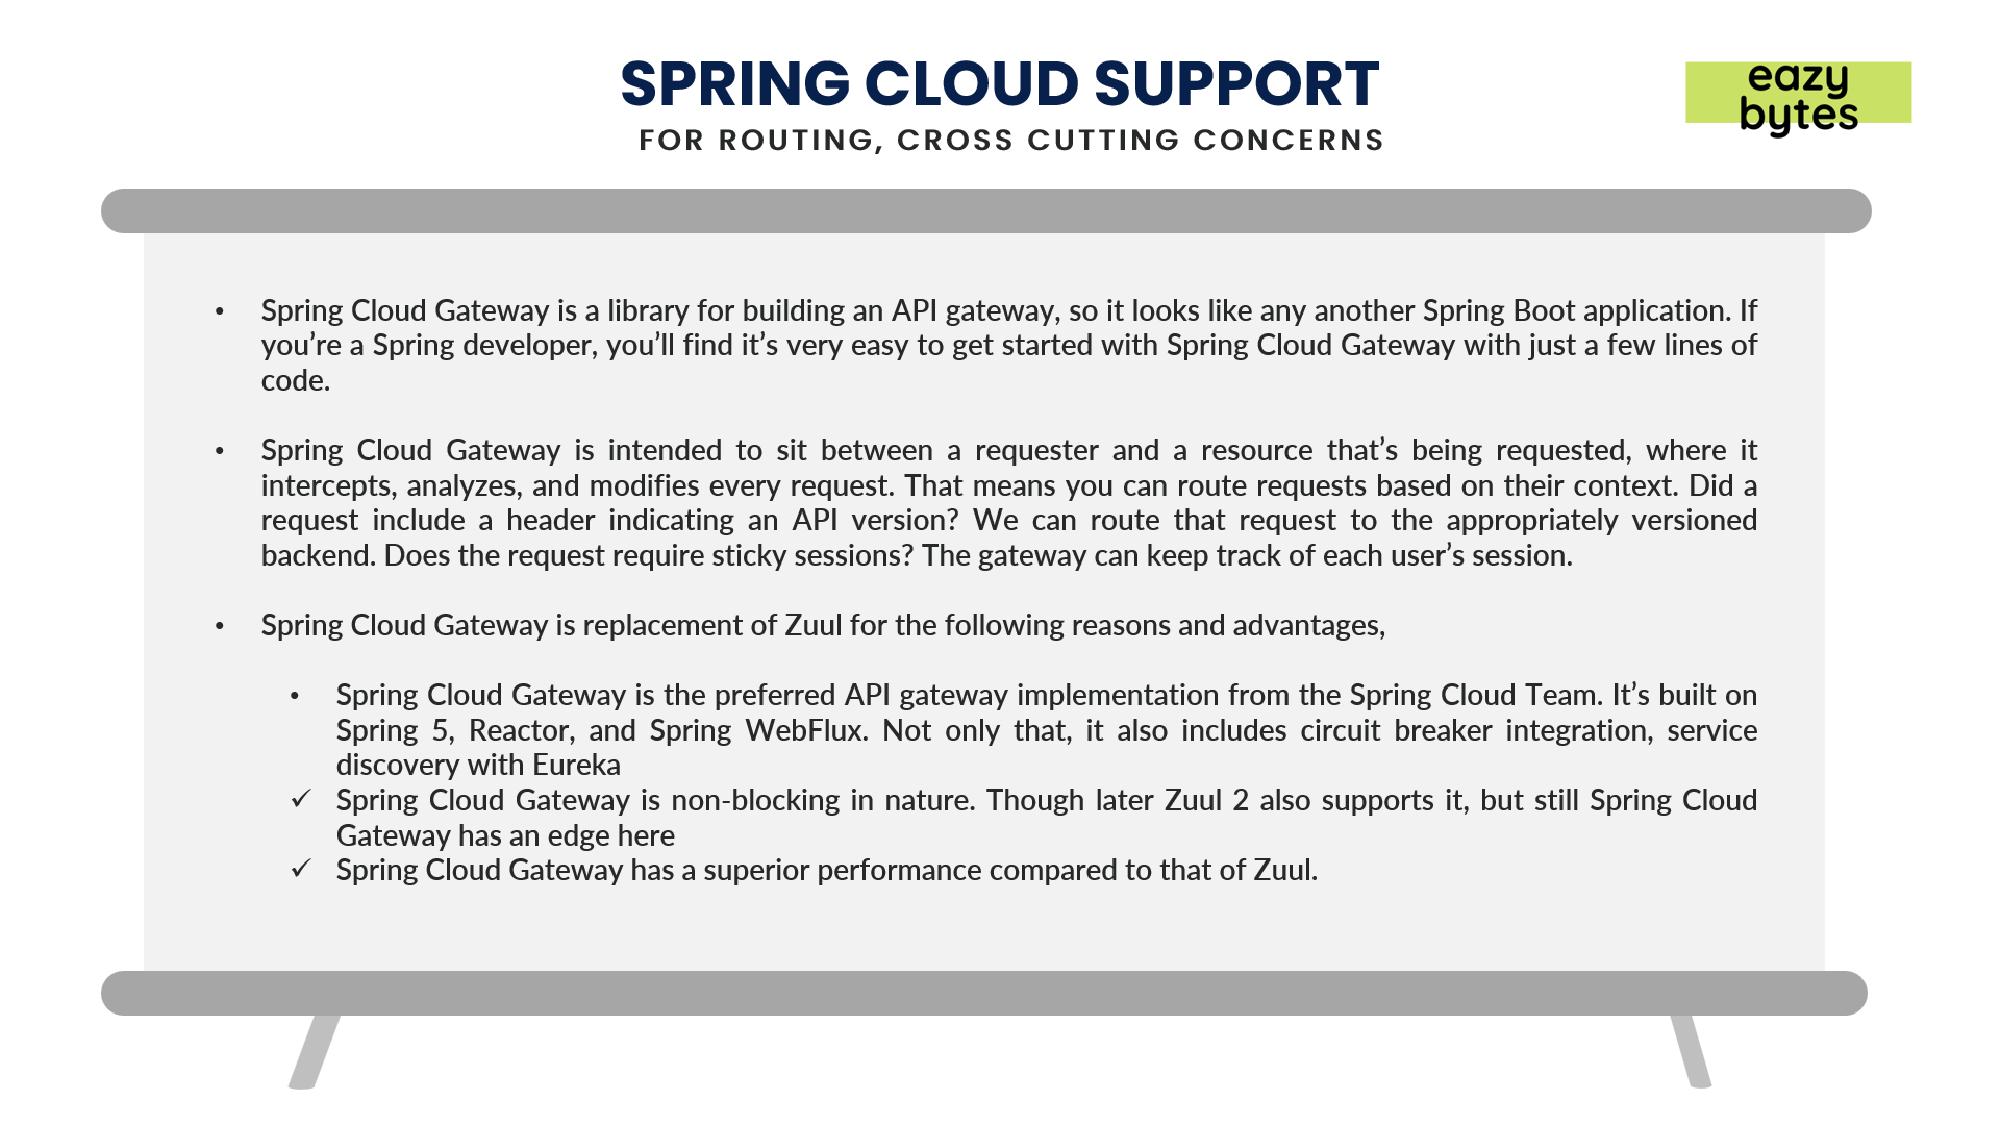 SPRING CLOUD SUPPORT
FOR ROUTING, CROSS CUTTING CONCERNS
eazy
bytes
• Spring Cloud Gateway is a library for building an API gateway, so it looks like any another Spring Boot application. If
you’re a Spring developer, you’ll find it’s very easy to get started with Spring Cloud Gateway with just a few lines of
code.
• Spring Cloud Gateway is intended to sit between a requester and a resource that’s being requested, where it
intercepts, analyzes, and modifies every request. That means you can route requests based on their context. Did a
request include a header indicating an API version? We can route that request to the appropriately versioned
backend. Does the request require sticky sessions? The gateway can keep track of each user’s session.
• Spring Cloud Gateway is replacement of Zuul for the following reasons and advantages,
• Spring Cloud Gateway is the preferred API gateway implementation from the Spring Cloud Team. It’s built on
Spring 5, Reactor, and Spring WebFlux. Not only that, it also includes circuit breaker integration, service
discovery with Eureka
✓ Spring Cloud Gateway is non-blocking in nature. Though later Zuul 2 also supports it, but still Spring Cloud
Gateway has an edge here
✓ Spring Cloud Gateway has a superior performance compared to that of Zuul.